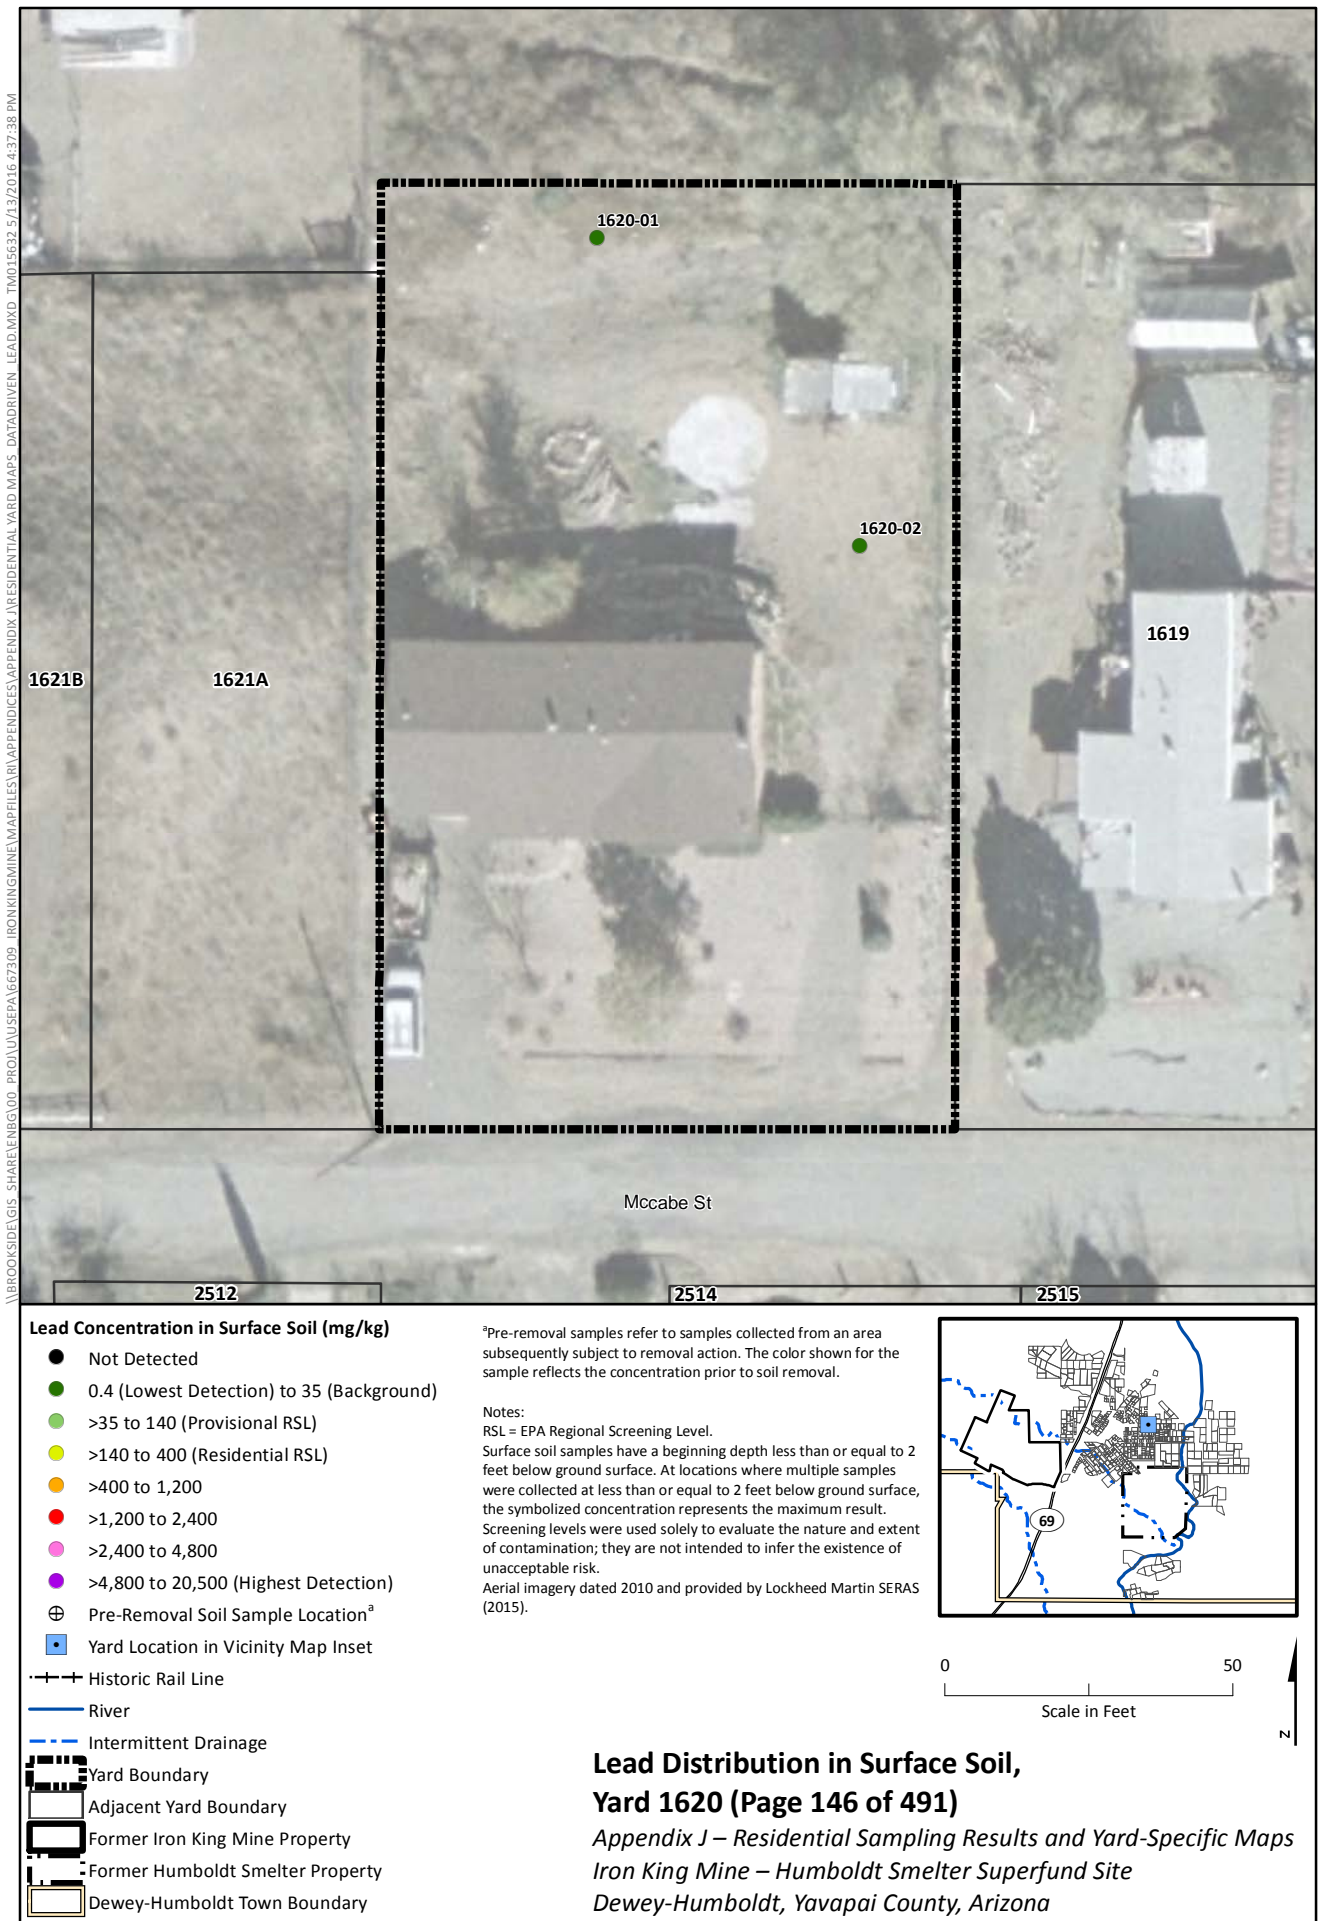 \\BROOKSIDE\GIS_SHARE\ENBG\00_PROJ\U\USEPA\667309_IRONKINGMINE\MAPFILES\RI\APPENDICES\APPENDIX J\RESIDENTIAL YARD MAPS_DATADRIVEN_LEAD.MXD TM015632 5/13/2016 4:37:38 PM
1620-01
1620-02
1619
1621B
1621A
Mccabe St
2512
2514
2515
Lead Concentration in Surface Soil (mg/kg)
Not Detected
0.4 (Lowest Detection) to 35 (Background)
>35 to 140 (Provisional RSL)
>140 to 400 (Residential RSL)
>400 to 1,200
>1,200 to 2,400
>2,400 to 4,800
>4,800 to 20,500 (Highest Detection)
Pre-Removal Soil Sample Locationᵃ
Yard Location in Vicinity Map Inset
Historic Rail Line
River
Intermittent Drainage
Yard Boundary
Adjacent Yard Boundary
Former Iron King Mine Property
Former Humboldt Smelter Property
Dewey-Humboldt Town Boundary
ᵃPre-removal samples refer to samples collected from an area
subsequently subject to removal action. The color shown for the
sample reflects the concentration prior to soil removal.
Notes:
RSL = EPA Regional Screening Level.
Surface soil samples have a beginning depth less than or equal to 2
feet below ground surface. At locations where multiple samples
were collected at less than or equal to 2 feet below ground surface,
the symbolized concentration represents the maximum result.
Screening levels were used solely to evaluate the nature and extent
of contamination; they are not intended to infer the existence of
unacceptable risk.
Aerial imagery dated 2010 and provided by Lockheed Martin SERAS
(2015).
69
0 50
Scale in Feet
Z
Lead Distribution in Surface Soil,
Yard 1620 (Page 146 of 491)
Appendix J – Residential Sampling Results and Yard-Specific Maps
Iron King Mine – Humboldt Smelter Superfund Site
Dewey-Humboldt, Yavapai County, Arizona